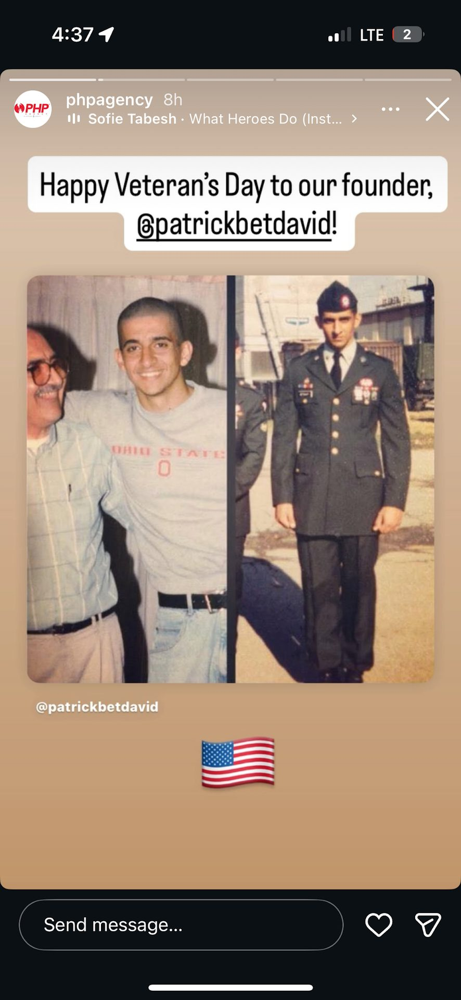 4:37
LTE
2
PHP
phpagency 8h
Sofie Tabesh · What Heroes Do (Inst...
Happy Veteran's Day to our founder,
@patrickbetdavid!
OHIO STATE
O
@patrickbetdavid
Send message...